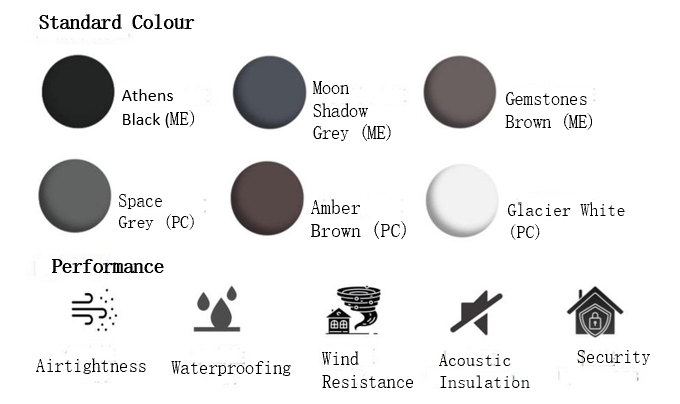 Standard Colour
Athens
Black (ME)
Moon
Shadow
Grey (ME)
Gemstones
Brown (ME)
Space
Grey (PC)
Amber
Brown (PC)
Glacier White
(PC)
Performance
Airtightness
Waterproofing
Wind
Resistance
Acoustic
Insulation
Security